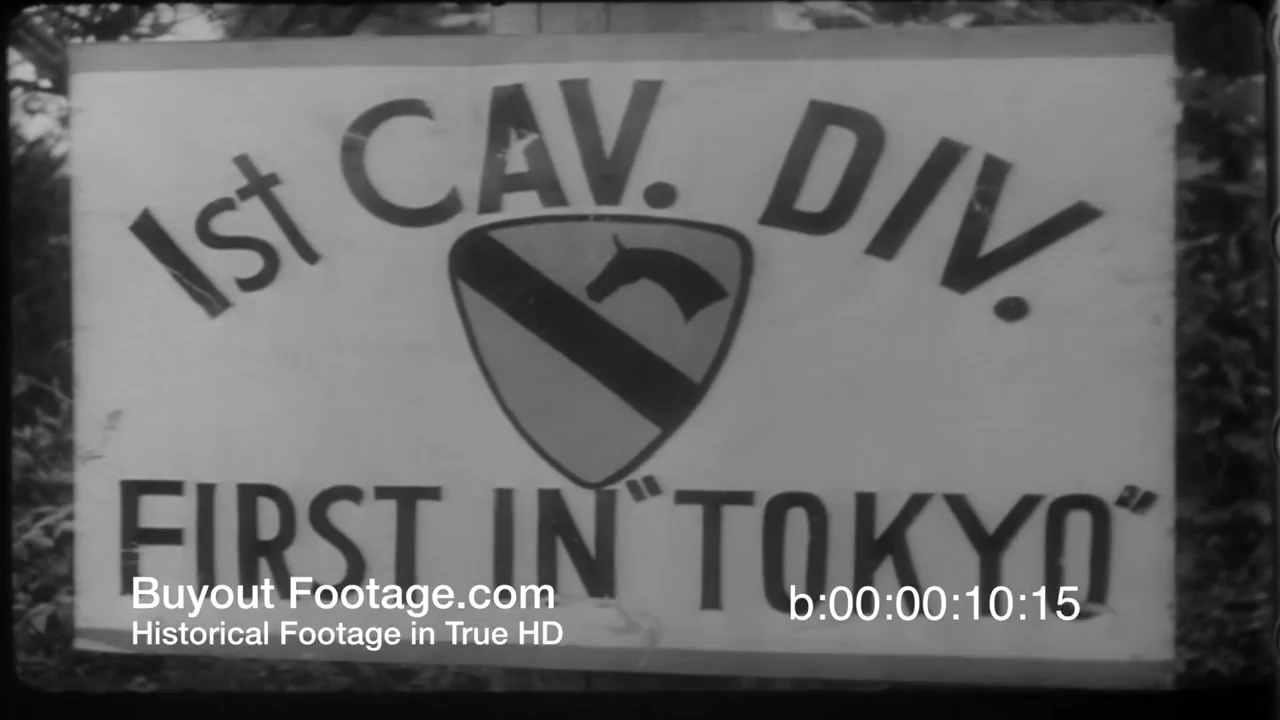 1st CAV. DIV.
FIRST IN "TOKYO"
Buyout Footage.com
b:00:00:10:15
Historical Footage in True HD